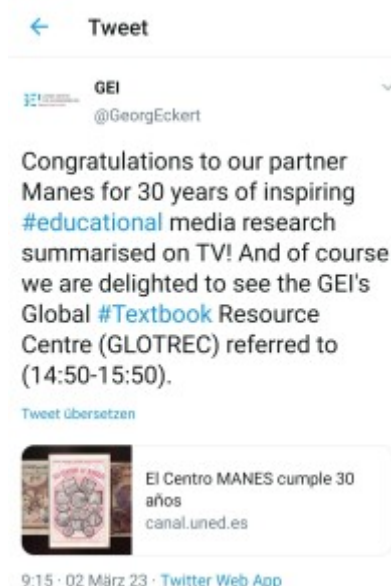 Tweet
GEI
@GeorgEckert
Congratulations to our partner
Manes for 30 years of inspiring
#educational media research
summarised on TV! And of course
we are delighted to see the GEI's
Global #Textbook Resource
Centre (GLOTREC) referred to
(14:50-15:50).
Tweet übersetzen
El Centro MANES cumple 30
años
canal.uned.es
9:15 · 02 März 23 · Twitter Web App